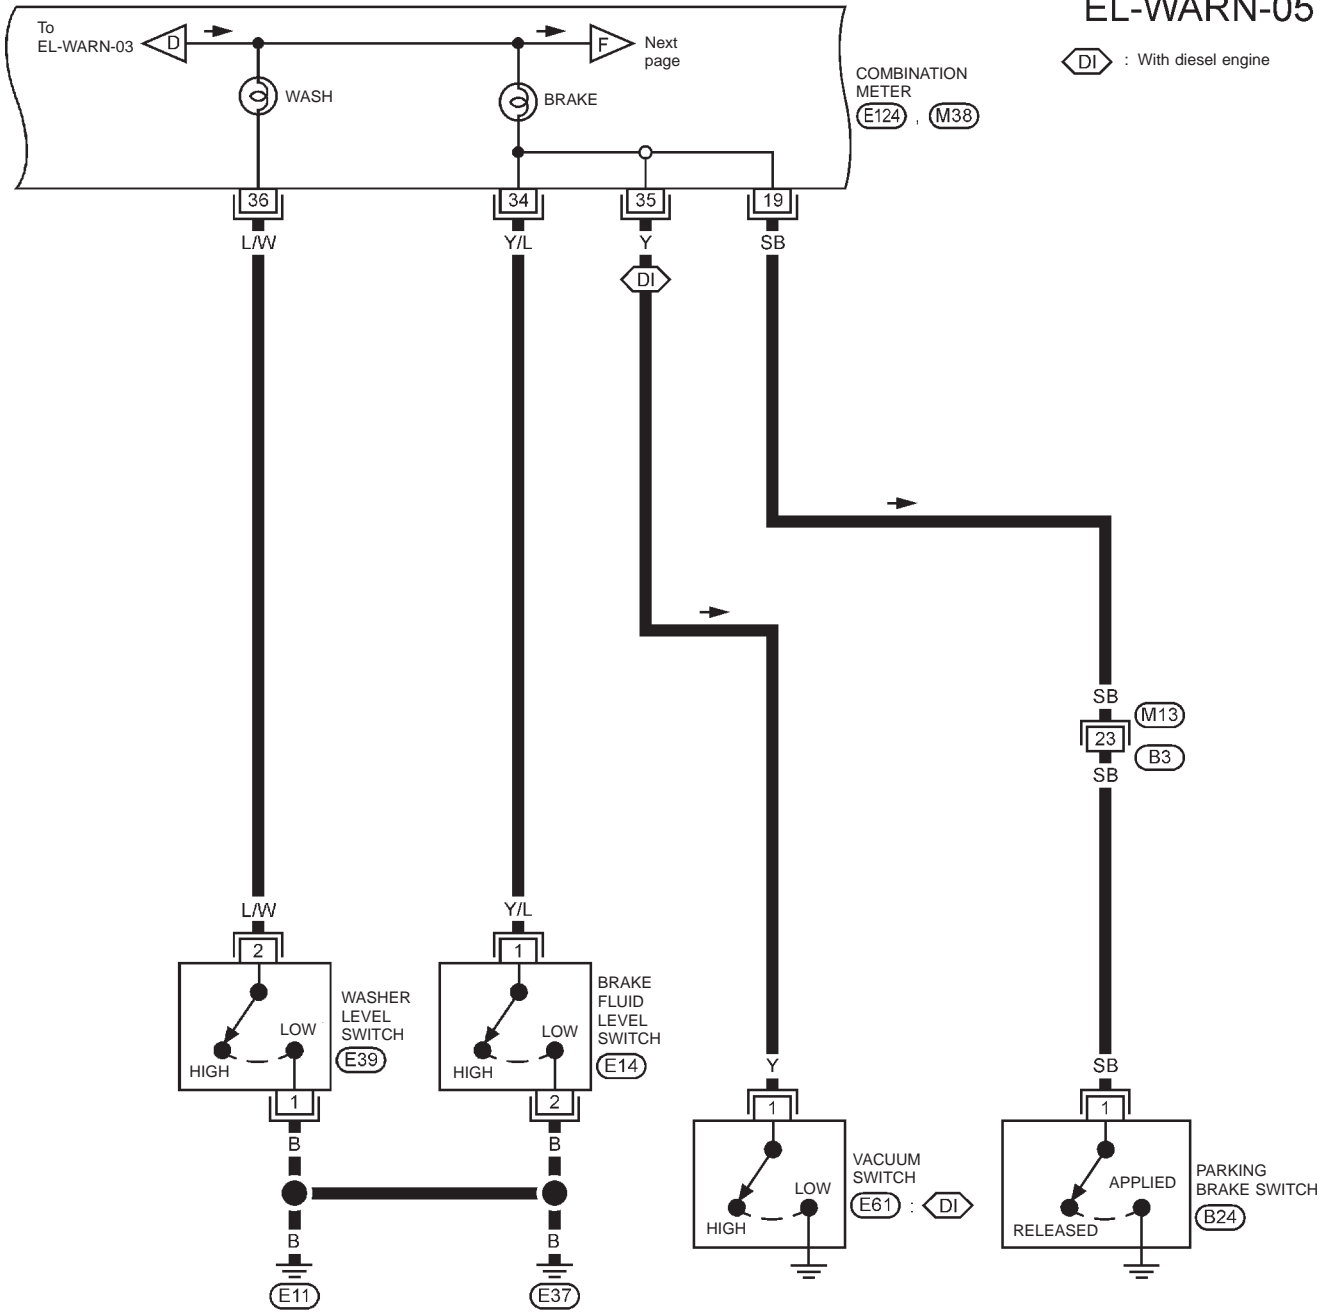 EL-WARN-05
To
EL-WARN-03
D
F
Next
page
DI : With diesel engine
WASH
BRAKE
COMBINATION
METER
E124 , M38
36
34
35
19
L/W
Y/L
Y
SB
DI
SB
M13
23
B3
SB
L/W
Y/L
2
1
WASHER
LEVEL
SWITCH
E39
LOW
HIGH
BRAKE
FLUID
LEVEL
SWITCH
E14
LOW
HIGH
Y
SB
1
2
1
1
B
B
VACUUM
SWITCH
E61 : DI
LOW
HIGH
PARKING
BRAKE SWITCH
B24
APPLIED
RELEASED
B
B
E11
E37